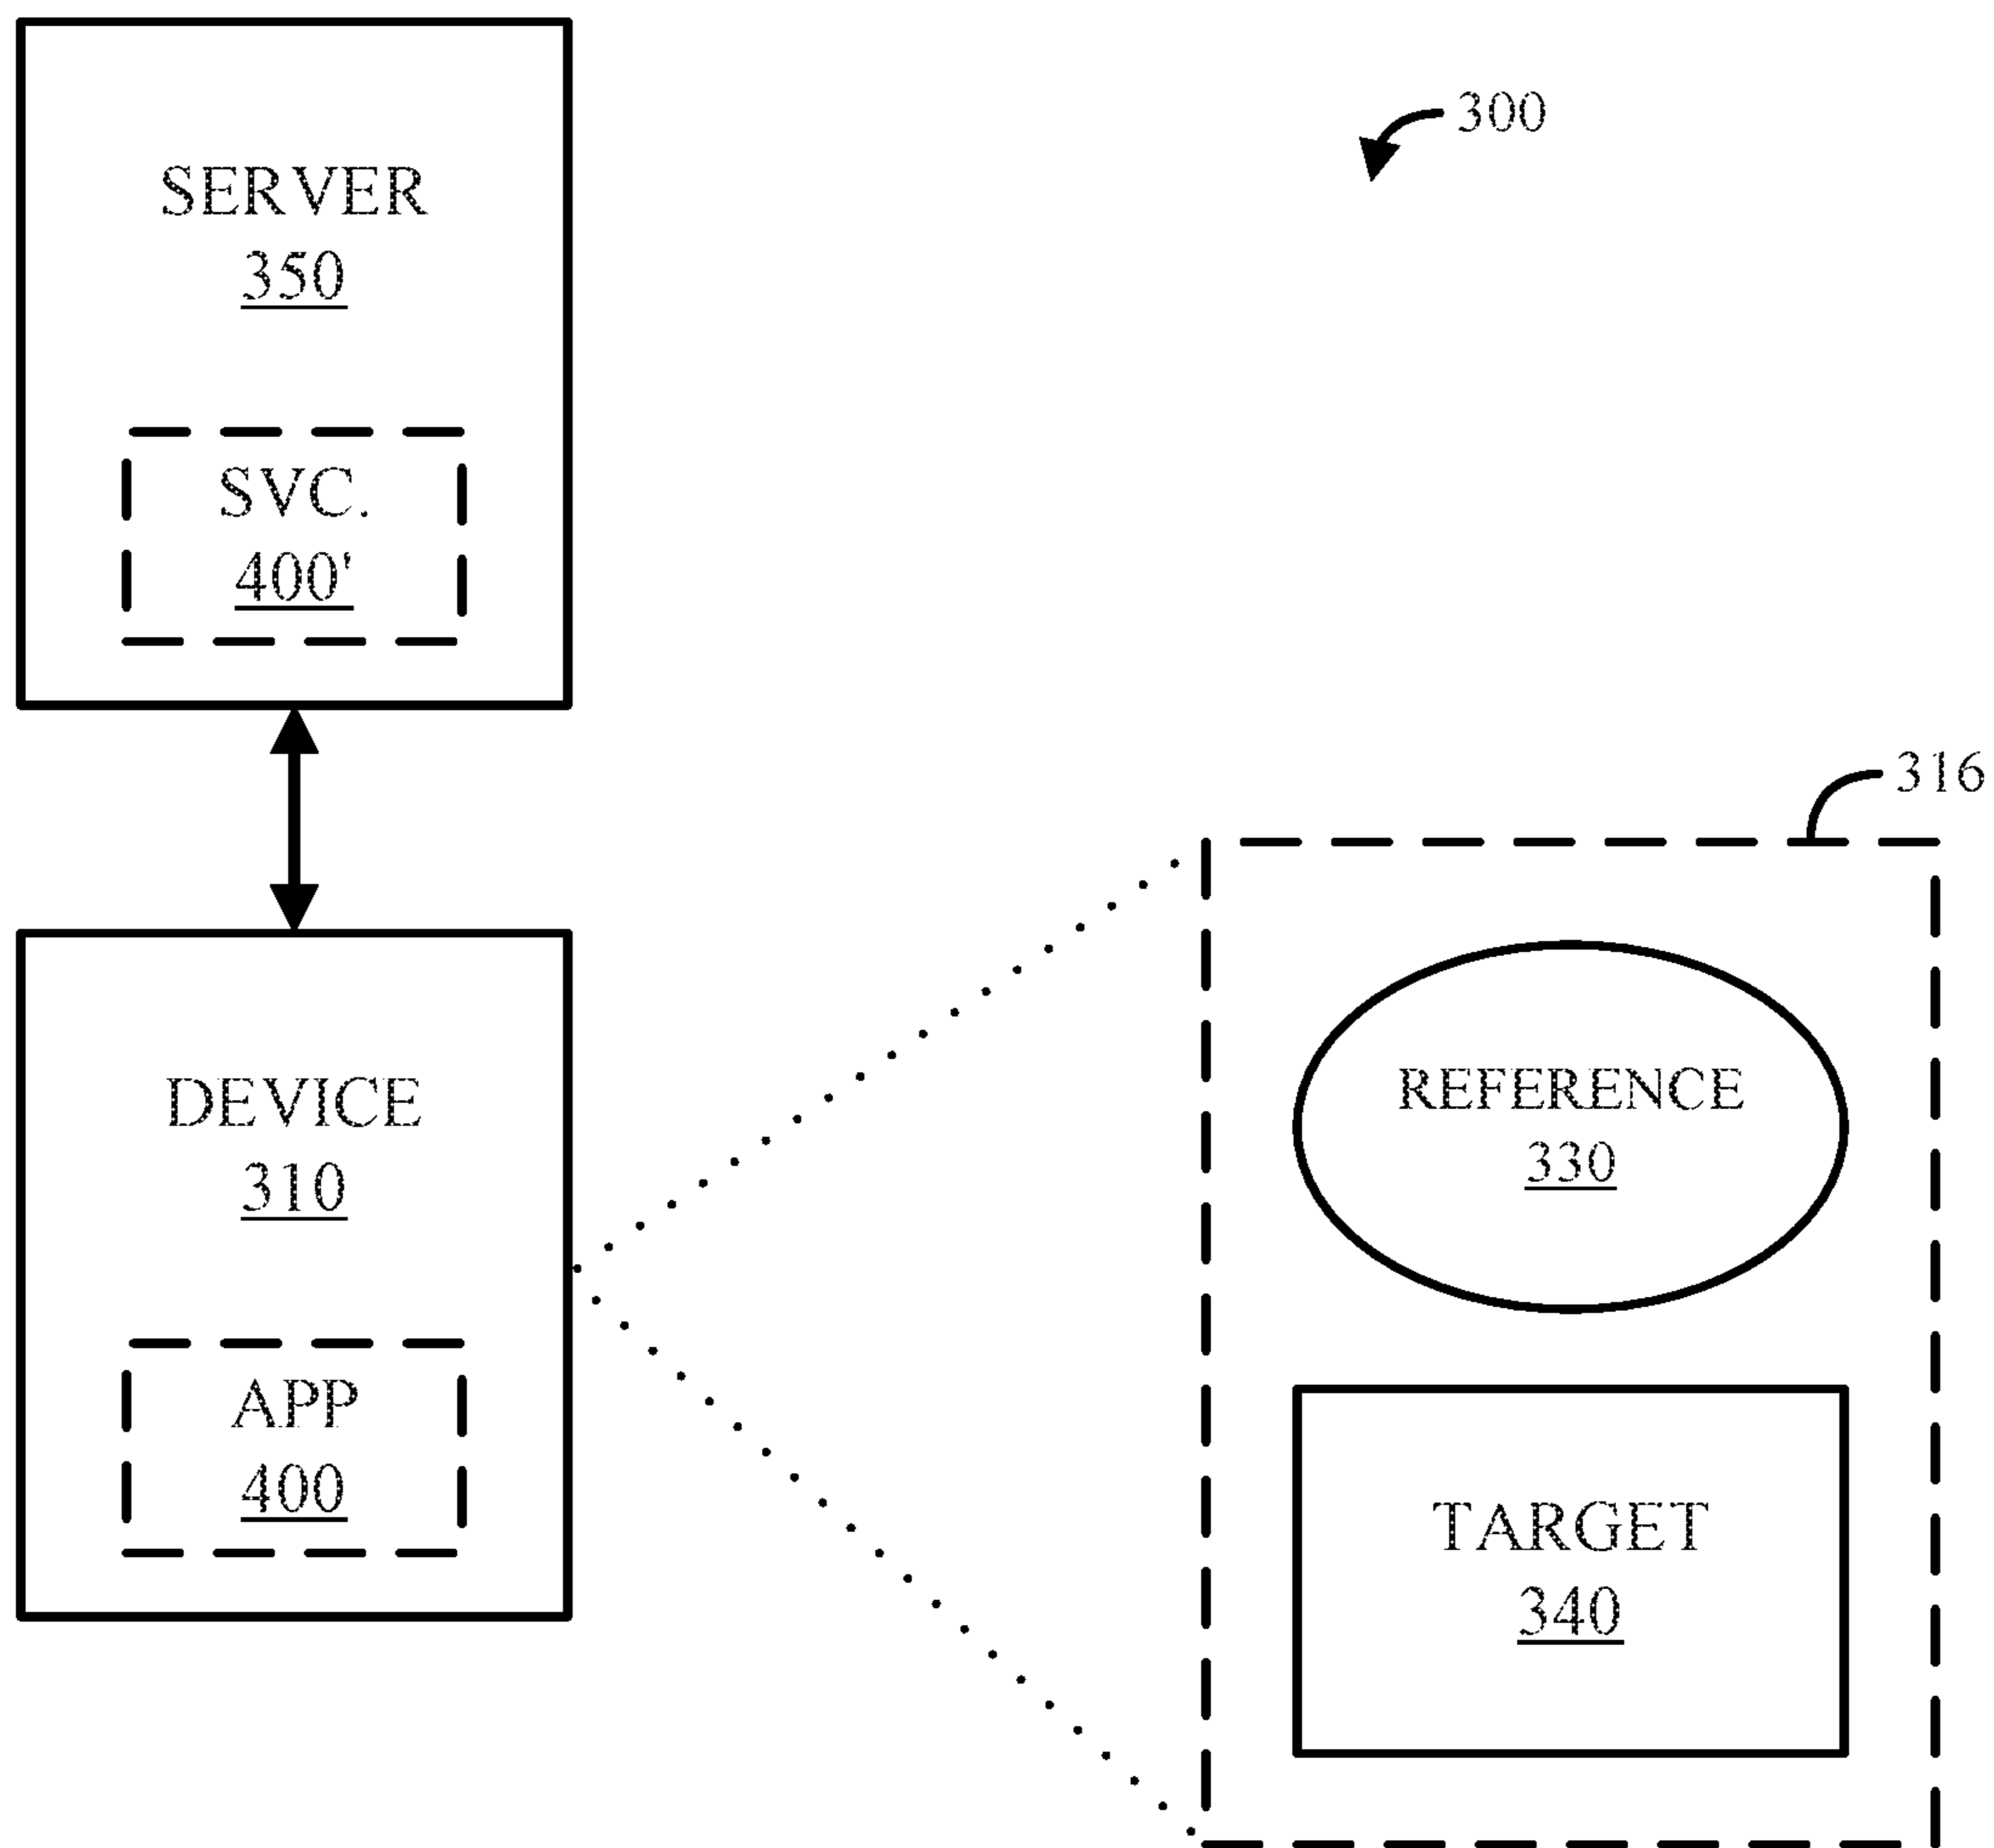 SERVER
350
SVC.
400'
300
316
DEVICE
310
APP
400
REFERENCE
330
TARGET
340